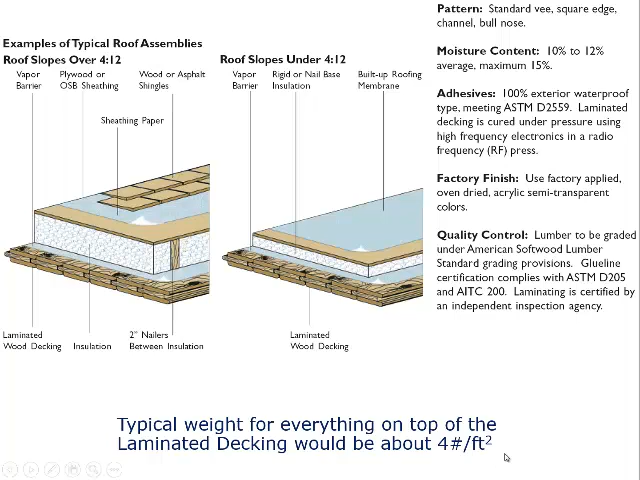 Examples of Typical Roof Assemblies
Roof Slopes Over 4:12
Vapor
Barrier
Plywood or
OSB Sheathing
Wood or Asphalt
Shingles
Sheathing Paper
Laminated
Wood Decking
Insulation
2" Nailers
Between Insulation
Roof Slopes Under 4:12
Vapor
Barrier
Rigid or Nail Base
Insulation
Built-up Roofing
Membrane
Laminated
Wood Decking
Pattern: Standard vee, square edge,
channel, bull nose.
Moisture Content: 10% to 12%
average, maximum 15%.
Adhesives: 100% exterior waterproof
type, meeting ASTM D2559. Laminated
decking is cured under pressure using
high frequency electronics in a radio
frequency (RF) press.
Factory Finish: Use factory applied,
oven dried, acrylic semi-transparent
colors.
Quality Control: Lumber to be graded
under American Softwood Lumber
Standard grading provisions. Glueline
certification complies with ASTM D205
and AITC 200. Laminating is certified by
an independent inspection agency.
Typical weight for everything on top of the
Laminated Decking would be about 4#/ft²